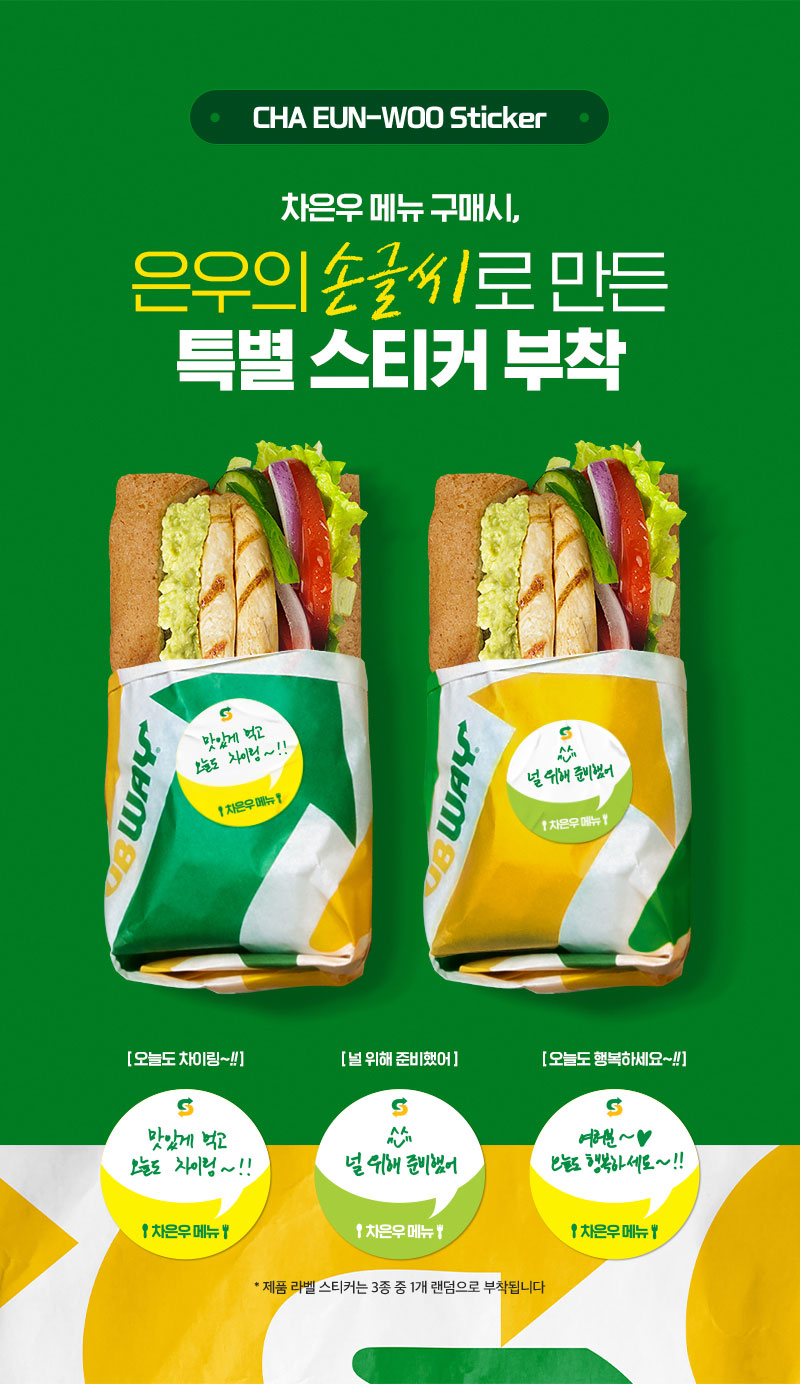 CHA EUN-WOO Sticker
차은우 메뉴 구매시,
은우의 손글씨로 만든
특별 스티커 부착
UBWAY
맛있게 먹고
오늘도 차이링~!!
차은우 메뉴
UBWAY
널 위해 준비했어
차은우 메뉴
[ 오늘도 차이링~!! ]
[ 널 위해 준비했어 ]
[ 오늘도 행복하세요~!! ]
맛있게 먹고
오늘도 차이링~!!
차은우 메뉴
널 위해 준비했어
차은우 메뉴
여러분~♥
오늘도 행복하세요~!!
차은우 메뉴
* 제품 라벨 스티커는 3종 중 1개 랜덤으로 부착됩니다